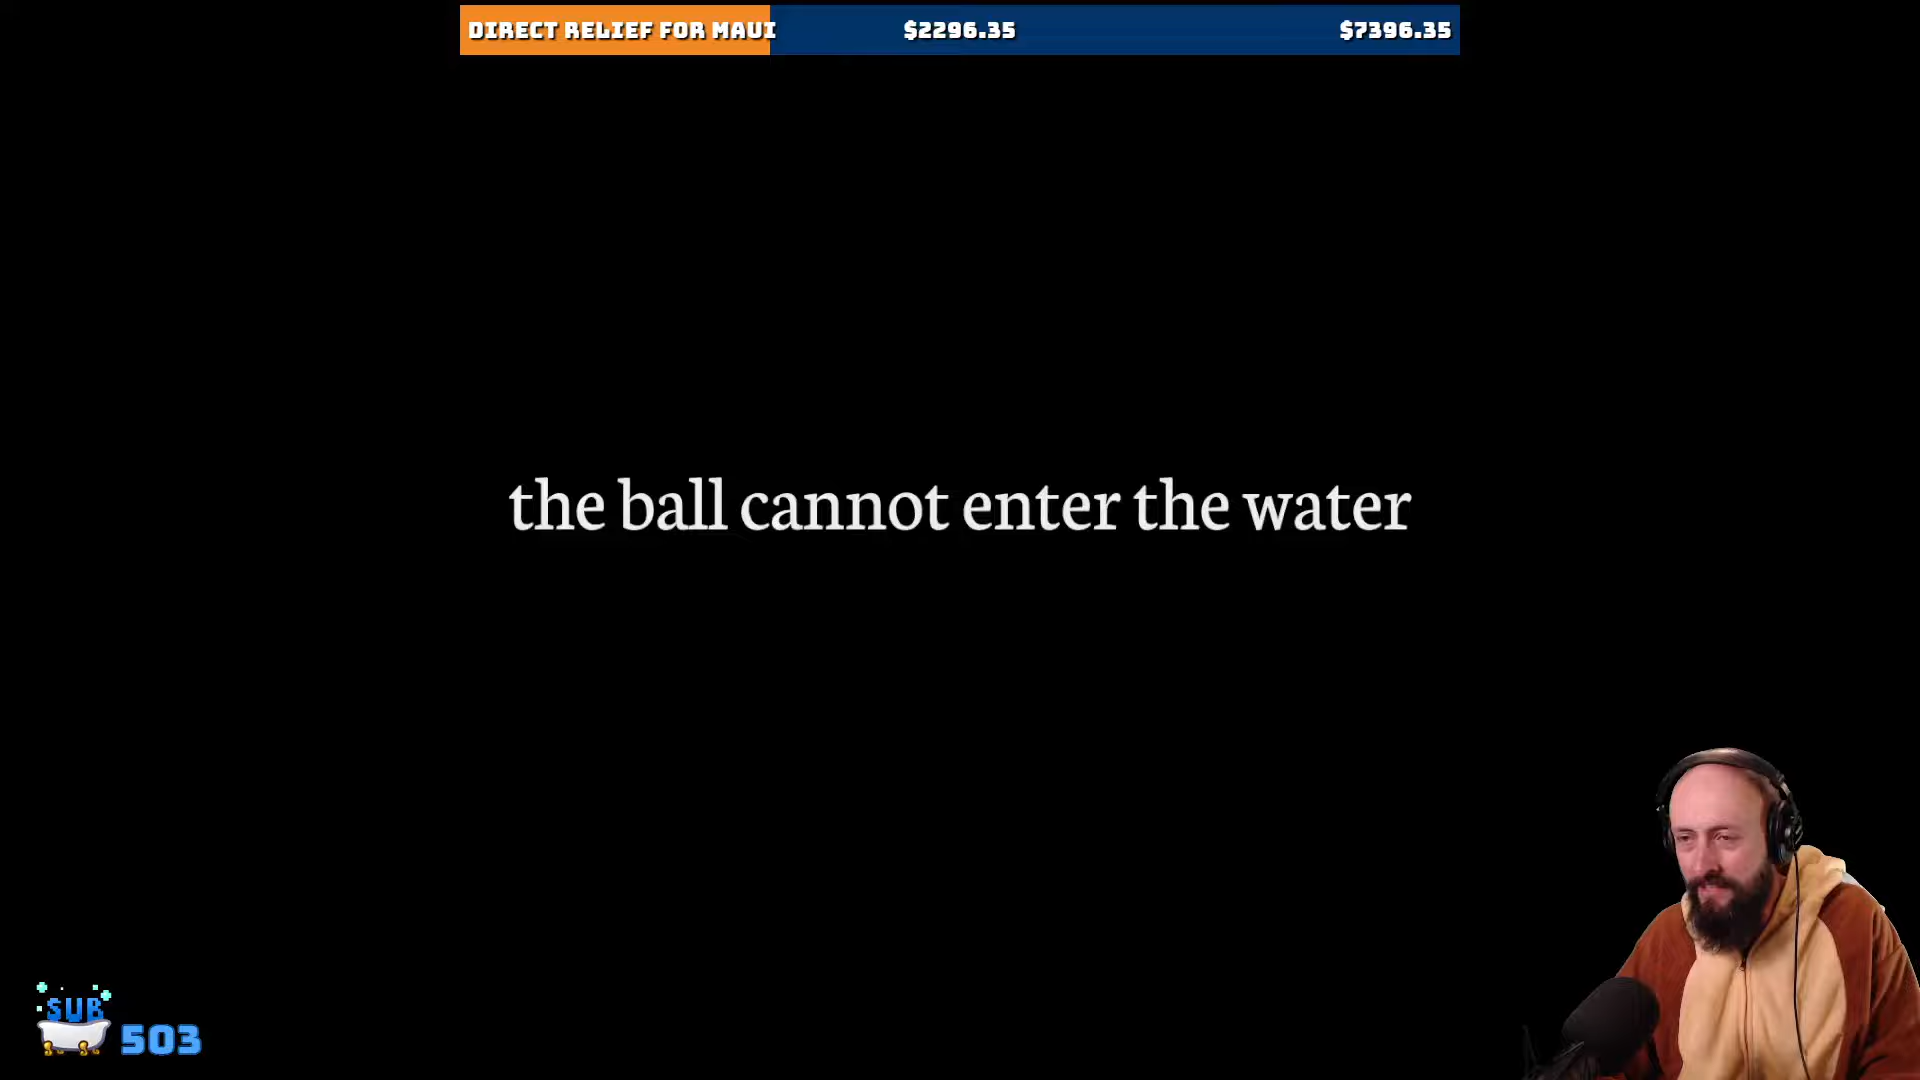 DIRECT RELIEF FOR MAUI $2296.35 $7396.35
the ball cannot enter the water
SUB
503